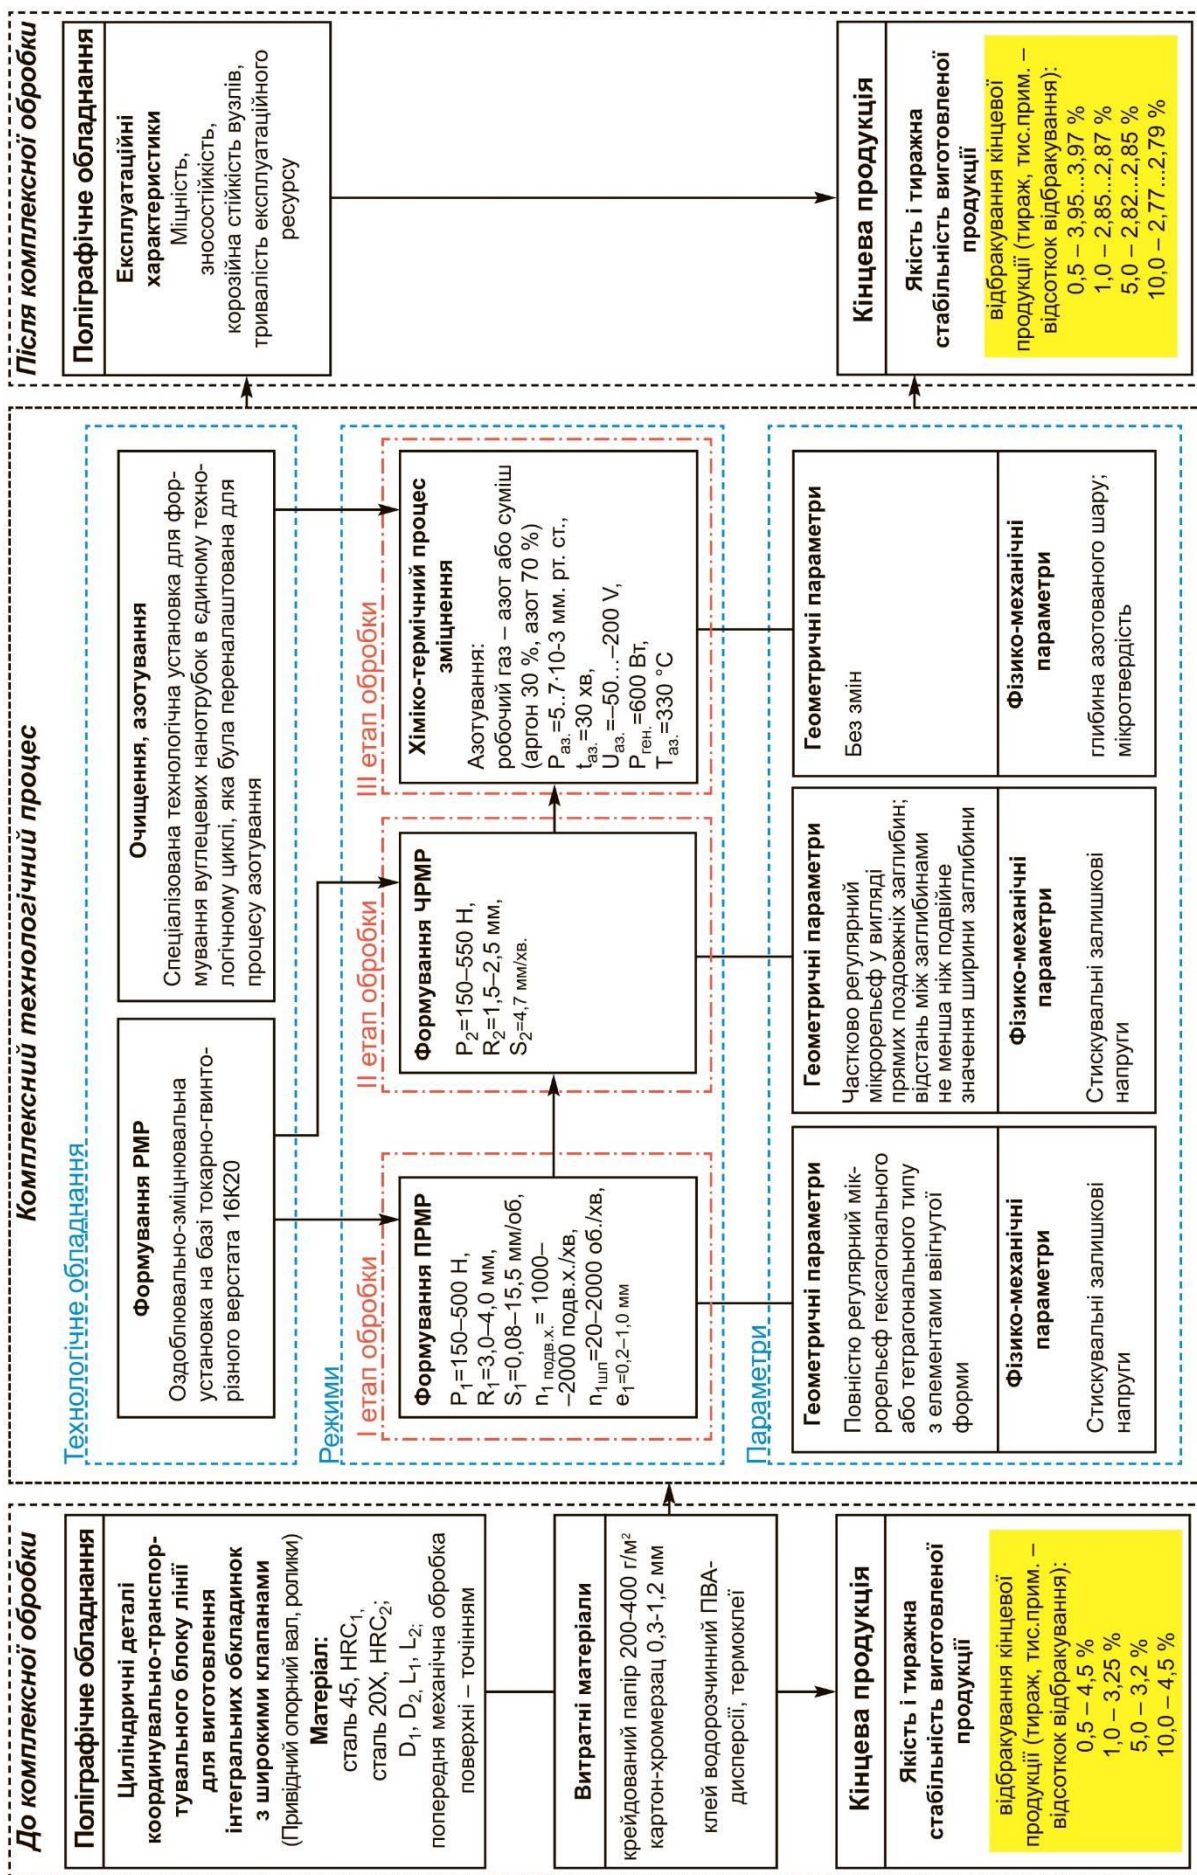 До комплексної обробки
Поліграфічне обладнання
Циліндричні деталі
координувально-транспор-
тувального блоку лінії
для виготовлення
інтегральних обкладинок
з широкими клапанами
(Привідний опорний вал, ролики)
Матеріал:
сталь 45, HRC₁,
сталь 20Х, HRC₂;
D₁, D₂, L₁, L₂;
попередня механічна обробка
поверхні – точінням
Витратні матеріали
крейдований папір 200-400 г/м²
картон-хромерзац 0,3-1,2 мм
клей водорозчинний ПВА-
дисперсії, термоклеї
Кінцева продукція
Якість і тиражна
стабільність виготовленої
продукції
відбракування кінцевої
продукції (тираж, тис.прим. –
відсоткок відбракування):
0,5 – 4,5 %
1,0 – 3,25 %
5,0 – 3,2 %
10,0 – 4,5 %
Комплексний технологічний процес
Технологічне обладнання
Формування РМР
Оздоблювально-зміцнювальна
установка на базі токарно-гвинто-
різного верстата 16К20
Очищення, азотування
Спеціалізована технологічна установка для фор-
мування вуглецевих нанотрубок в єдиному техно-
логічному циклі, яка була переналаштована для
процесу азотування
Режими
І етап обробки
Формування ПРМР
P₁=150–500 Н,
R₁=3,0–4,0 мм,
S₁=0,08–15,5 мм/об,
n₁ подв.х. = 1000–
–2000 подв.х./хв,
n₁шп=20–2000 об./хв,
e₁=0,2–1,0 мм
ІІ етап обробки
Формування ЧРМР
P₂=150–550 Н,
R₂=1,5–2,5 мм,
S₂=4,7 мм/хв.
ІІІ етап обробки
Хіміко-термічний процес
зміцнення
Азотування:
робочий газ – азот або суміш
(аргон 30 %, азот 70 %)
Pаз.=5..7·10-3 мм. рт. ст.,
tаз.=30 хв,
Uаз.=–50…–200 V,
Pген.=600 Вт,
Tаз.=330 °С
Параметри
Геометричні параметри
Повністю регулярний мік-
рорельєф гексагонального
або тетрагонального типу
з елементами ввігнутої
форми
Фізико-механічні
параметри
Стискувальні залишкові
напруги
Геометричні параметри
Частково регулярний
мікрорельєф у вигляді
прямих поздовжніх заглибин;
відстань між заглибинами
не менша ніж подвійне
значення ширини заглибини
Фізико-механічні
параметри
Стискувальні залишкові
напруги
Геометричні параметри
Без змін
Фізико-механічні
параметри
глибина азотованого шару;
мікротвердість
Після комплексної обробки
Поліграфічне обладнання
Експлуатаційні
характеристики
Міцність,
зносостійкість,
корозійна стійкість вузлів,
тривалість експлуатаційного
ресурсу
Кінцева продукція
Якість і тиражна
стабільність виготовленої
продукції
відбракування кінцевої
продукції (тираж, тис.прим. –
відсоткок відбракування):
0,5 – 3,95...3,97 %
1,0 – 2,85...2,87 %
5,0 – 2,82...2,85 %
10,0 – 2,77...2,79 %